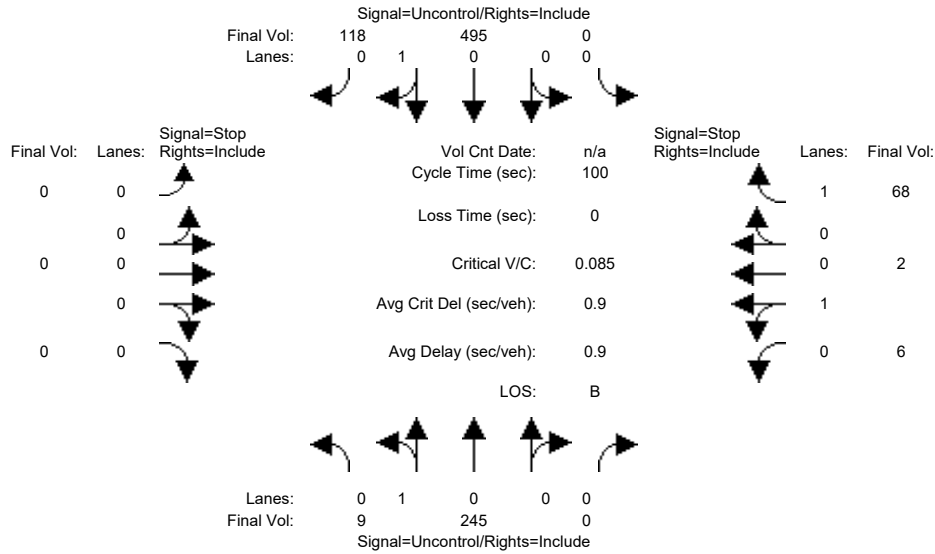 Signal=Uncontrol/Rights=Include
Final Vol: 118 495 0
Lanes: 0 1 0 0 0
Signal=Stop
Final Vol: Lanes: Rights=Include
Vol Cnt Date: n/a
Signal=Stop
Rights=Include Lanes: Final Vol:
Cycle Time (sec): 100
0 0
1 68
Loss Time (sec): 0
0
0
0 0
Critical V/C: 0.085
0 2
0
Avg Crit Del (sec/veh): 0.9
1
0 0
Avg Delay (sec/veh): 0.9
0 6
LOS: B
Lanes: 0 1 0 0 0
Final Vol: 9 245 0
Signal=Uncontrol/Rights=Include